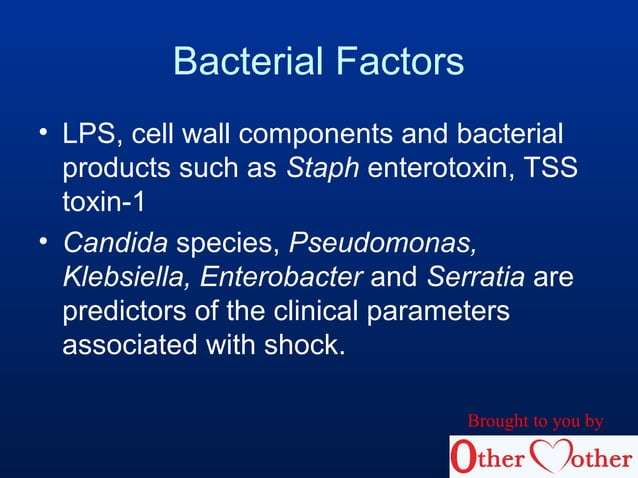 Bacterial Factors
• LPS, cell wall components and bacterial
products such as Staph enterotoxin, TSS
toxin-1
• Candida species, Pseudomonas,
Klebsiella, Enterobacter and Serratia are
predictors of the clinical parameters
associated with shock.
Brought to you by
Other other